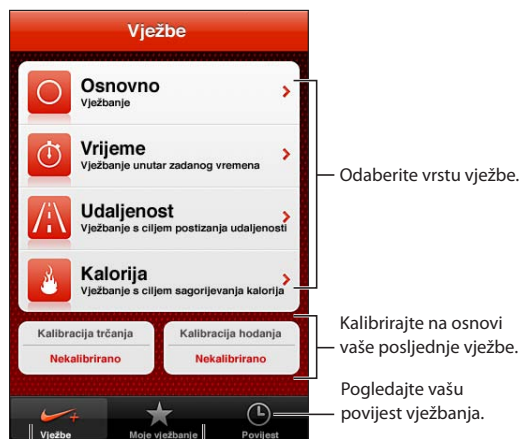 Vježbe
Osnovno
Vježbanje
Vrijeme
Vježbanje unutar zadanog vremena
Udaljenost
Vježbanje s ciljem postizanja udaljenosti
Kalorija
Vježbanje s ciljem sagorijevanja kalorija
Odaberite vrstu vježbe.
Kalibracija trčanja
Nekalibrirano
Kalibracija hodanja
Nekalibrirano
Kalibrirajte na osnovi
vaše posljednje vježbe.
Vježbe
Moje vježbanje
Povijest
Pogledajte vašu
povijest vježbanja.